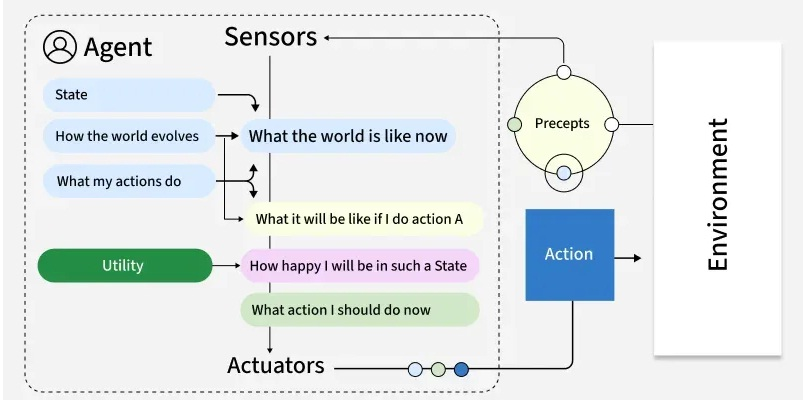 Agent
Sensors
State
How the world evolves
What the world is like now
What my actions do
What it will be like if I do action A
Utility
How happy I will be in such a State
What action I should do now
Actuators
Precepts
Action
Environment